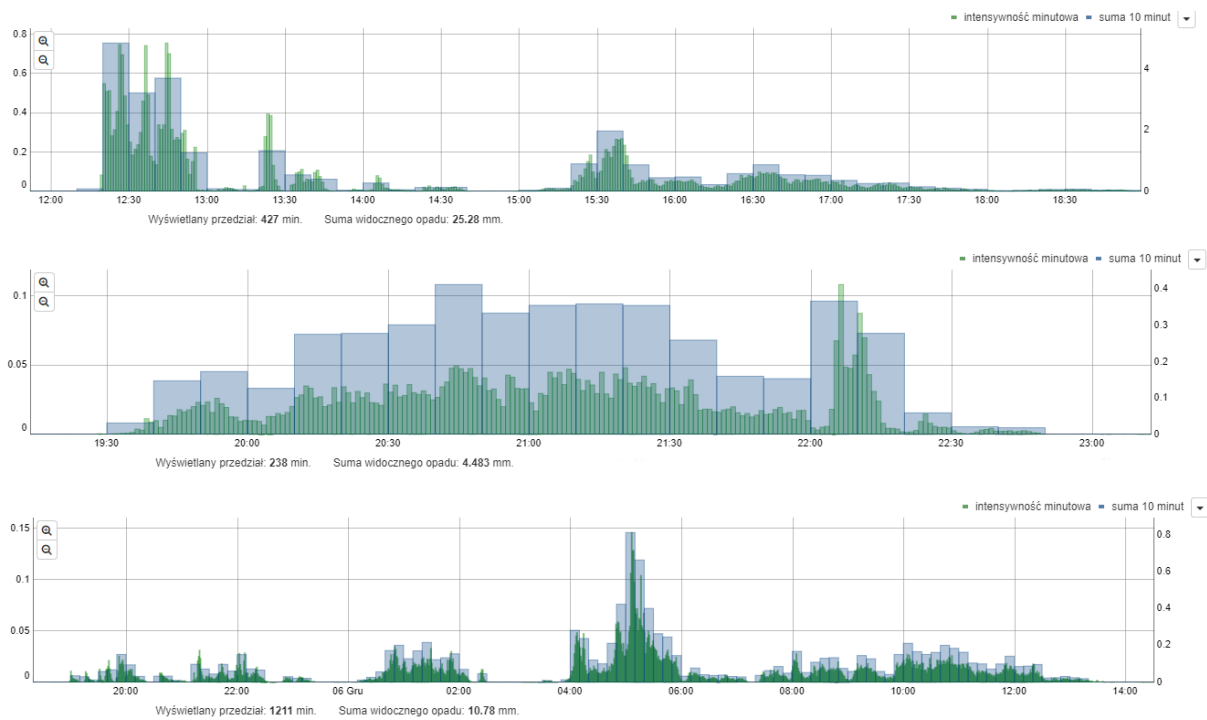 intensywność minutowa suma 10 minut
0.8
0.6
0.4
0.2
0
4
2
0
12:00 12:30 13:00 13:30 14:00 14:30 15:00 15:30 16:00 16:30 17:00 17:30 18:00 18:30
Wyświetlany przedział: 427 min. Suma widocznego opadu: 25.28 mm.
intensywność minutowa suma 10 minut
0.1
0.05
0
0.4
0.3
0.2
0.1
0
19:30 20:00 20:30 21:00 21:30 22:00 22:30 23:00
Wyświetlany przedział: 238 min. Suma widocznego opadu: 4.483 mm.
intensywność minutowa suma 10 minut
0.15
0.1
0.05
0
0.8
0.6
0.4
0.2
0
20:00 22:00 06 Gru 02:00 04:00 06:00 08:00 10:00 12:00 14:00
Wyświetlany przedział: 1211 min. Suma widocznego opadu: 10.78 mm.